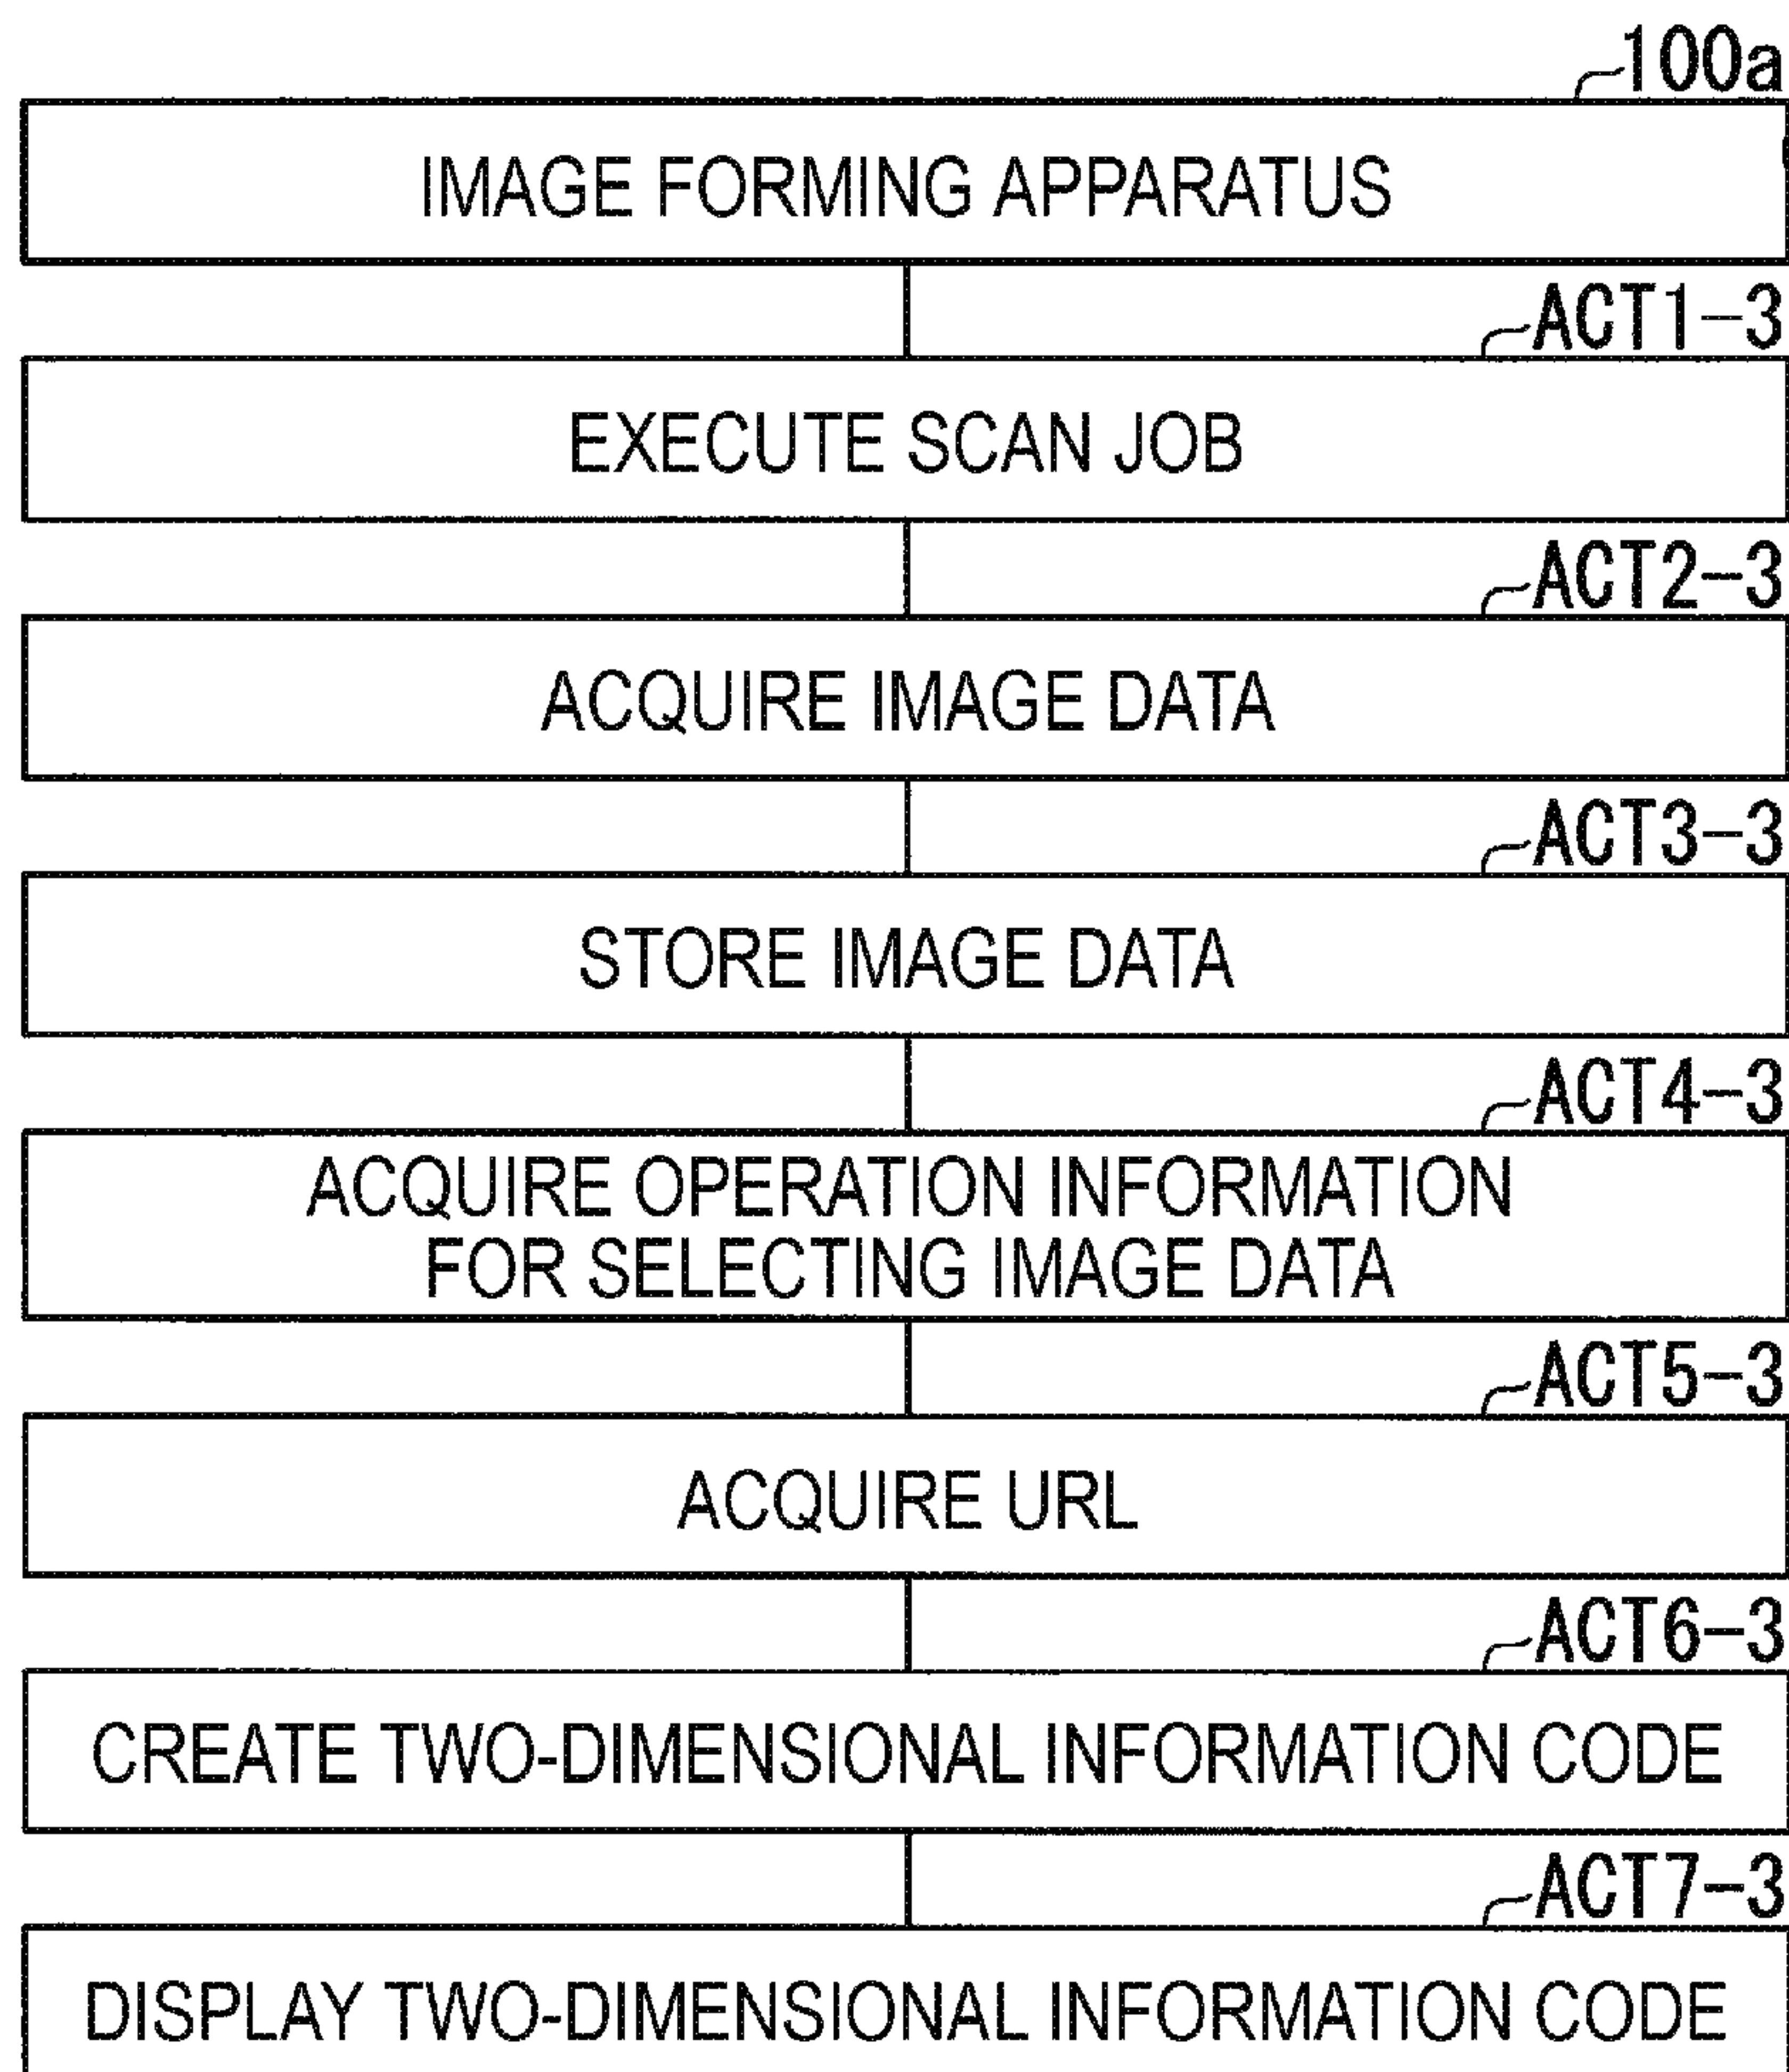 100a
IMAGE FORMING APPARATUS
ACT1-3
EXECUTE SCAN JOB
ACT2-3
ACQUIRE IMAGE DATA
ACT3-3
STORE IMAGE DATA
ACT4-3
ACQUIRE OPERATION INFORMATION
FOR SELECTING IMAGE DATA
ACT5-3
ACQUIRE URL
ACT6-3
CREATE TWO-DIMENSIONAL INFORMATION CODE
ACT7-3
DISPLAY TWO-DIMENSIONAL INFORMATION CODE